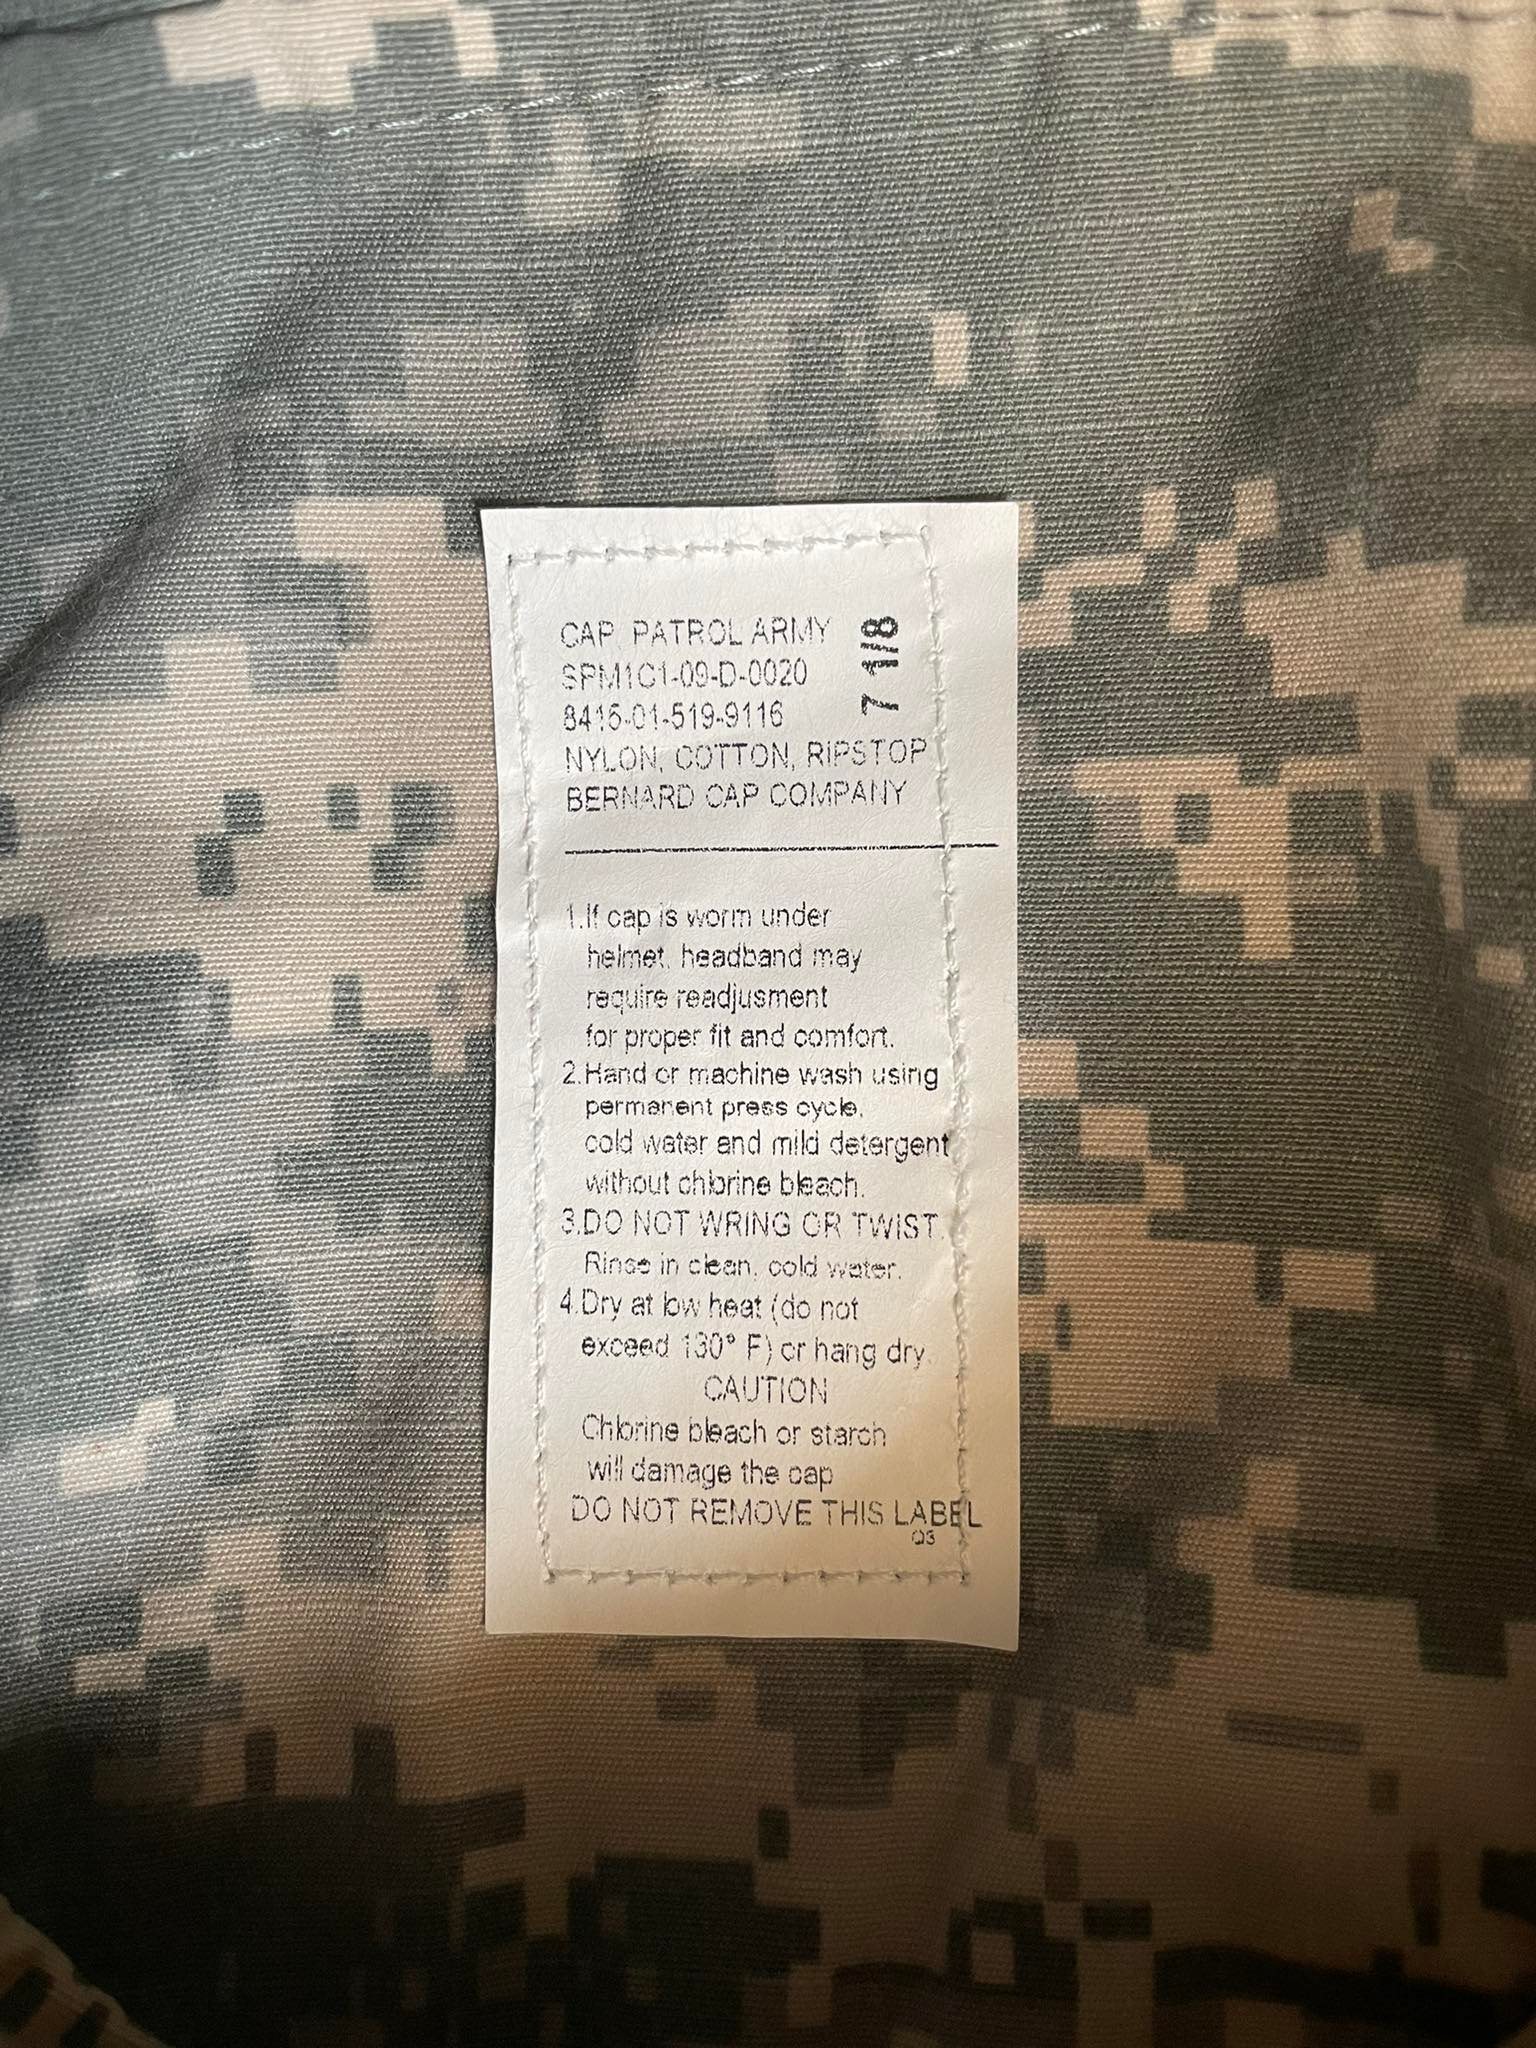 CAP, PATROL ARMY
SPM1C1-09-D-0020
8415-01-519-9116
NYLON, COTTON, RIPSTOP
BERNARD CAP COMPANY
7 1/8
1.If cap is worm under
helmet, headband may
require readjusment
for proper fit and comfort.
2.Hand or machine wash using
permanent press cycle,
cold water and mild detergent
without chlorine bleach.
3.DO NOT WRING OR TWIST.
Rinse in clean, cold water.
4.Dry at low heat (do not
exceed 130° F) or hang dry.
CAUTION
Chlorine bleach or starch
will damage the cap
DO NOT REMOVE THIS LABEL
Q3